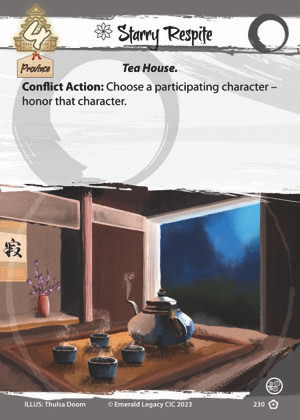 4
Starry Respite
Province
Tea House.
Conflict Action: Choose a participating character –
honor that character.
寂
ILLUS: Thulsa Doom
© Emerald Legacy CIC 2023
230